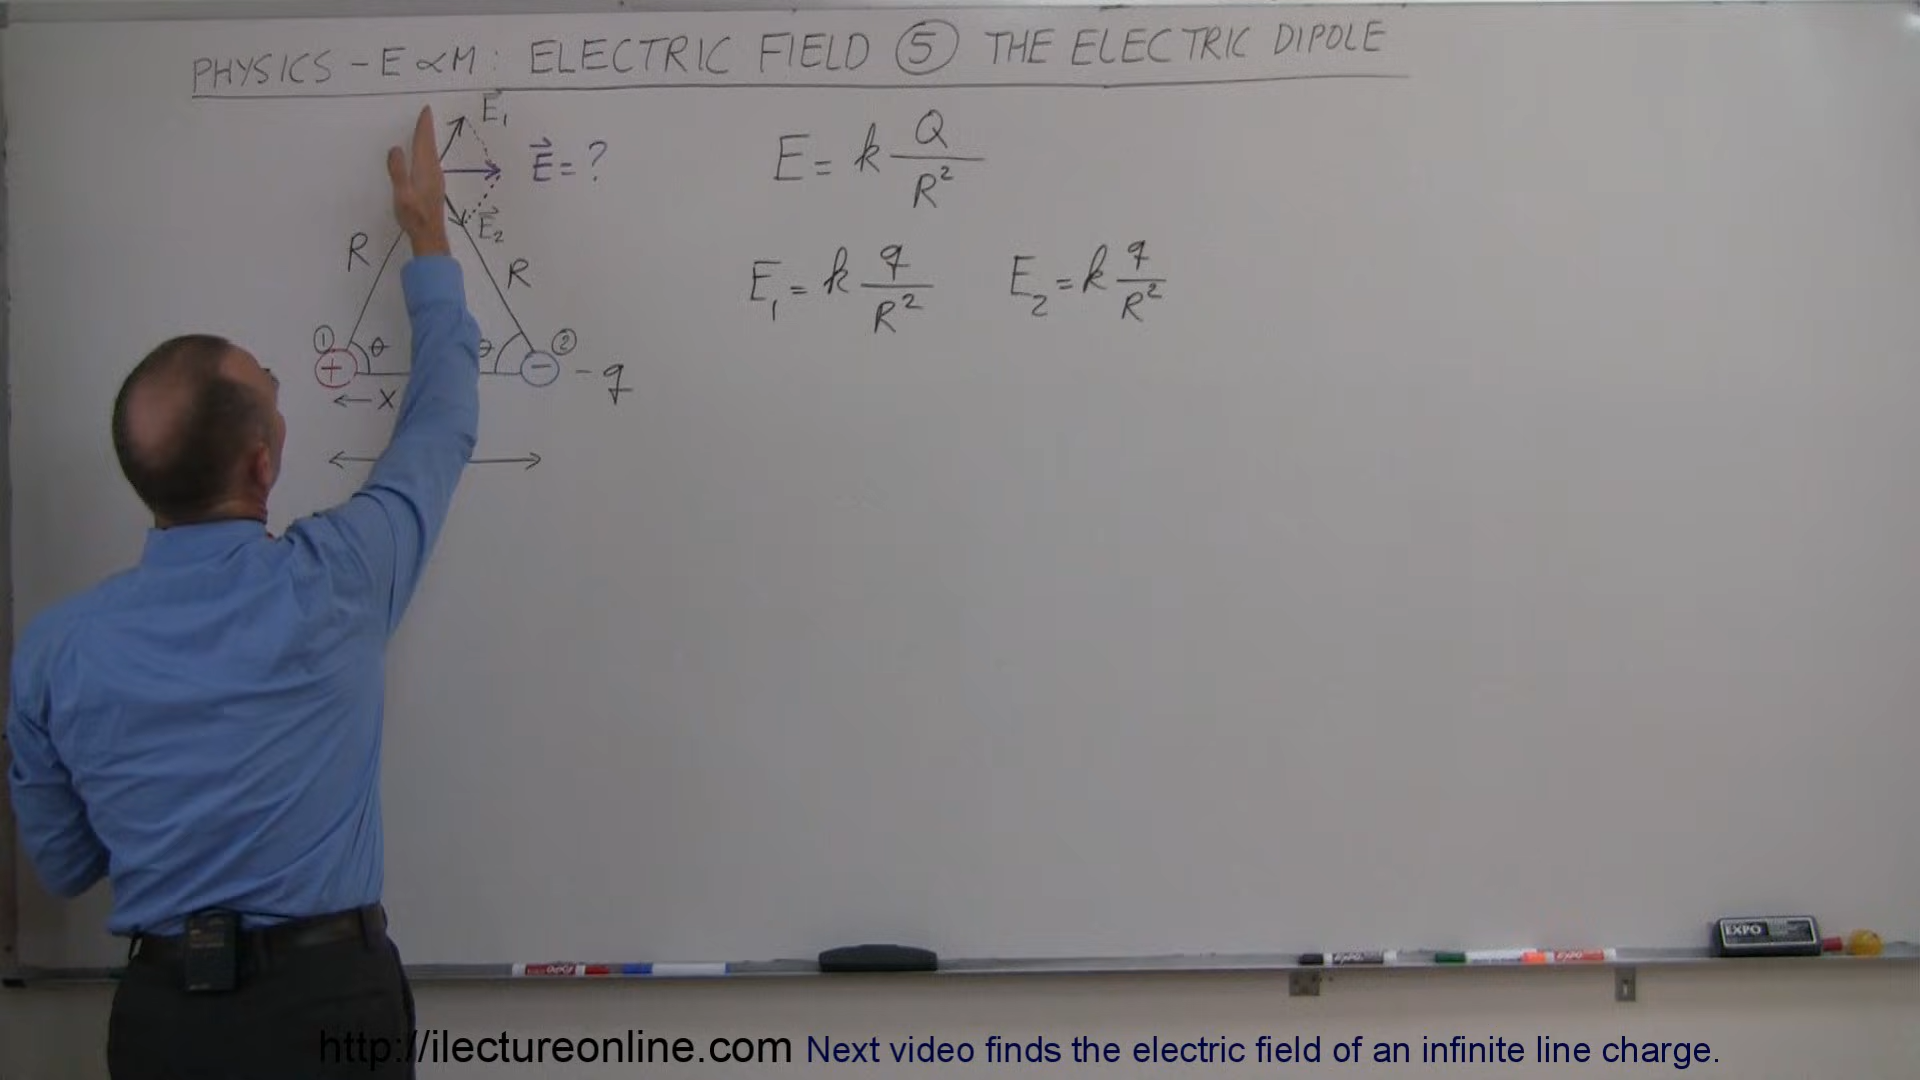 PHYSICS - E ∝ M : ELECTRIC FIELD ⑤ THE ELECTRIC DIPOLE
E₁
E = ?
E = k Q/R²
E₂
R
R
E₁ = k q/R²
E₂ = k q/R²
① θ
θ ②
+
− - q
← x
EXPO
EXPO
http://ilectureonline.com Next video finds the electric field of an infinite line charge.